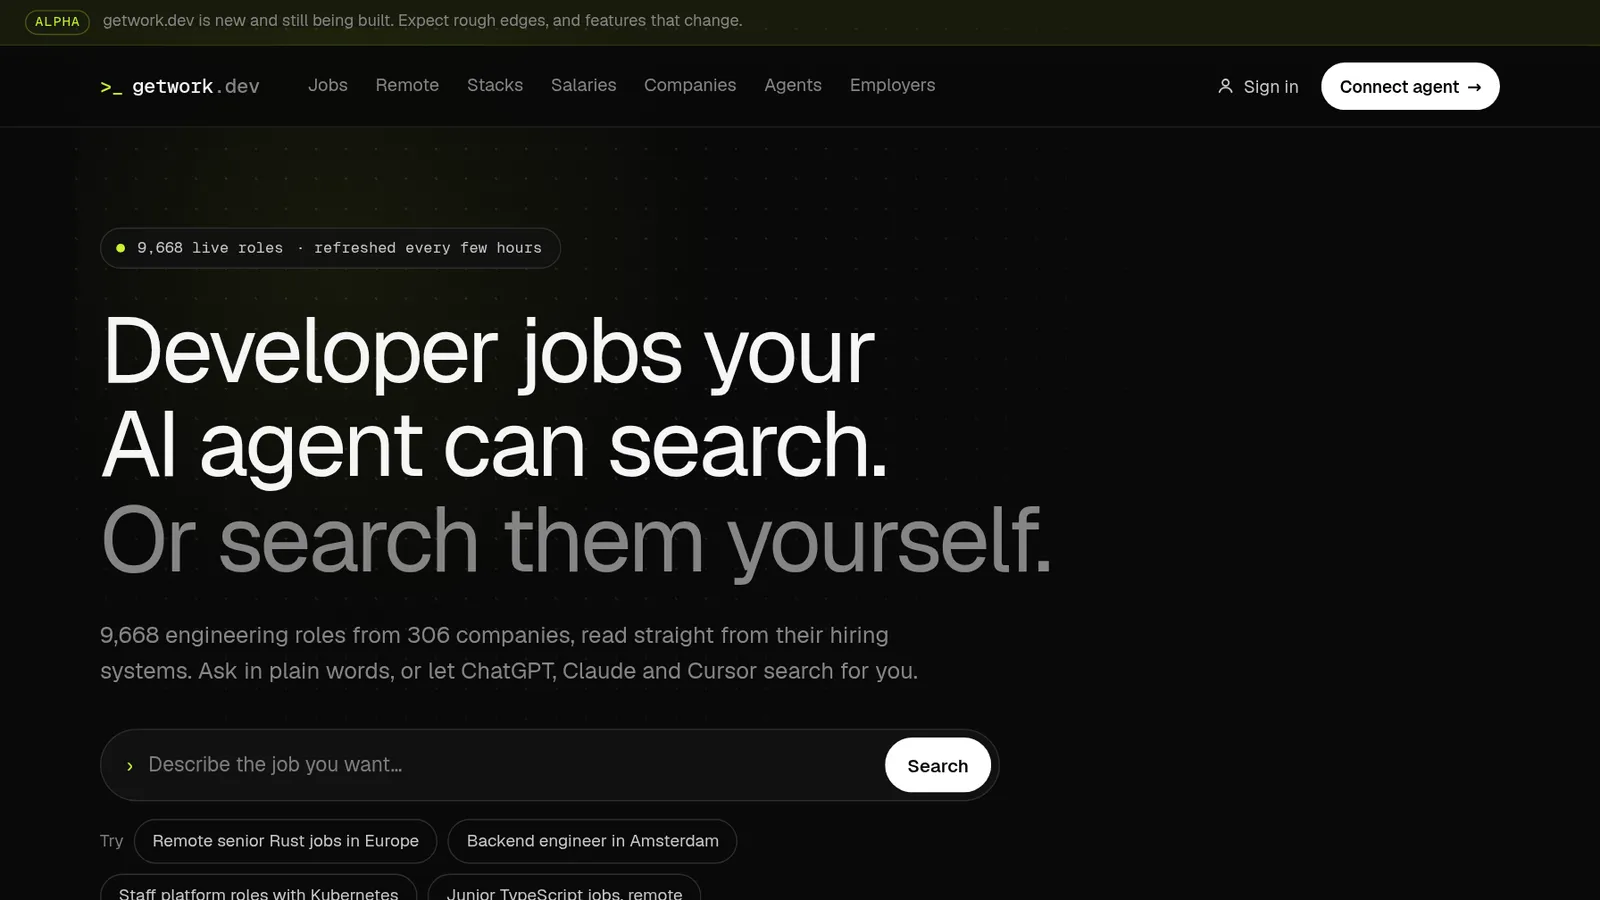 ALPHA getwork.dev is new and still being built. Expect rough edges, and features that change.
>_ getwork.dev Jobs Remote Stacks Salaries Companies Agents Employers Sign in Connect agent →
9,668 live roles · refreshed every few hours
Developer jobs your
AI agent can search.
Or search them yourself.
9,668 engineering roles from 306 companies, read straight from their hiring
systems. Ask in plain words, or let ChatGPT, Claude and Cursor search for you.
› Describe the job you want... Search
Try Remote senior Rust jobs in Europe Backend engineer in Amsterdam
Staff platform roles with Kubernetes Junior TypeScript jobs, remote